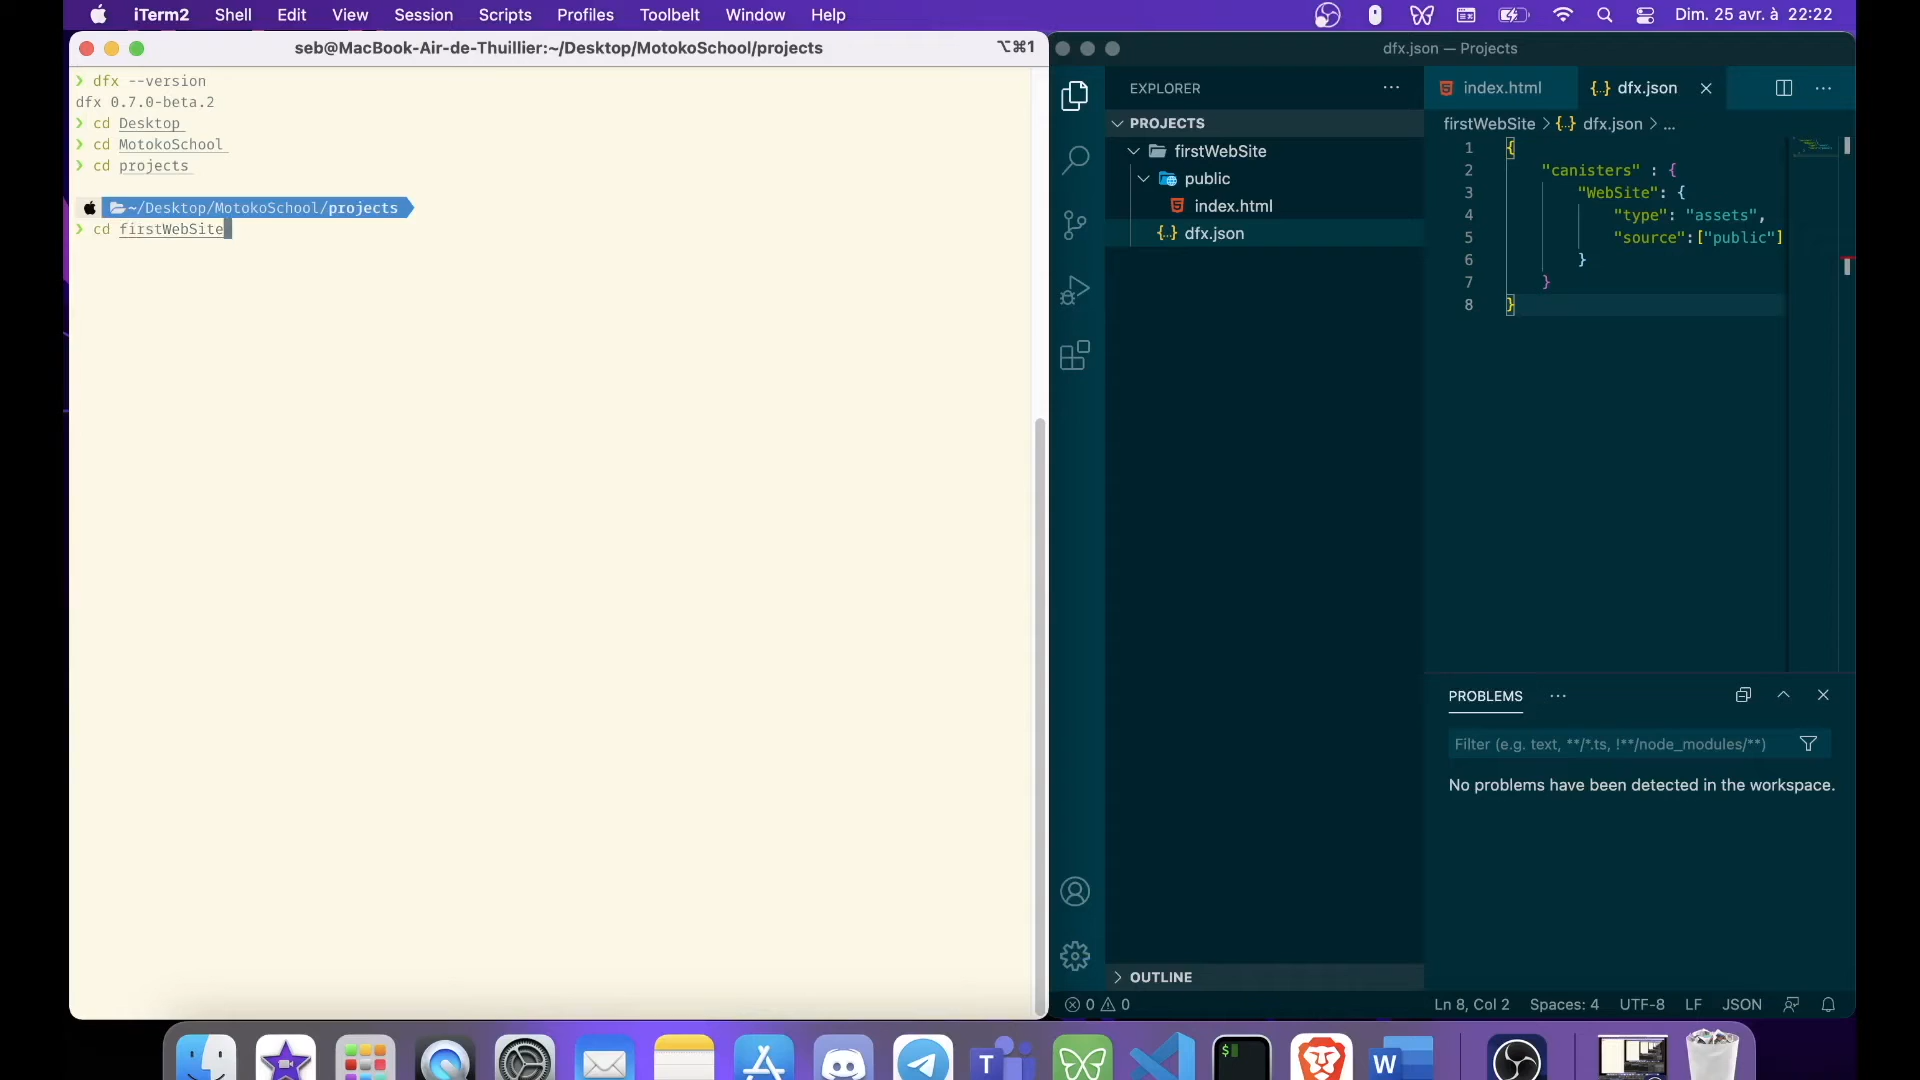 iTerm2 Shell Edit View Session Scripts Profiles Toolbelt Window Help
Dim. 25 avr. à 22:22
seb@MacBook-Air-de-Thuillier:~/Desktop/MotokoSchool/projects
⌥⌘1
❯ dfx --version
dfx 0.7.0-beta.2
❯ cd Desktop
❯ cd MotokoSchool
❯ cd projects
~/Desktop/MotokoSchool/projects
❯ cd firstWebSite
dfx.json — Projects
EXPLORER
PROJECTS
firstWebSite
public
index.html
{..} dfx.json
OUTLINE
index.html
{..} dfx.json
firstWebSite > {..} dfx.json > ...
1 {
2 "canisters" : {
3 "WebSite": {
4 "type": "assets",
5 "source":["public"]
6 }
7 }
8 }
PROBLEMS
Filter (e.g. text, **/*.ts, !**/node_modules/**)
No problems have been detected in the workspace.
0 0
Ln 8, Col 2 Spaces: 4 UTF-8 LF JSON
T
$
W